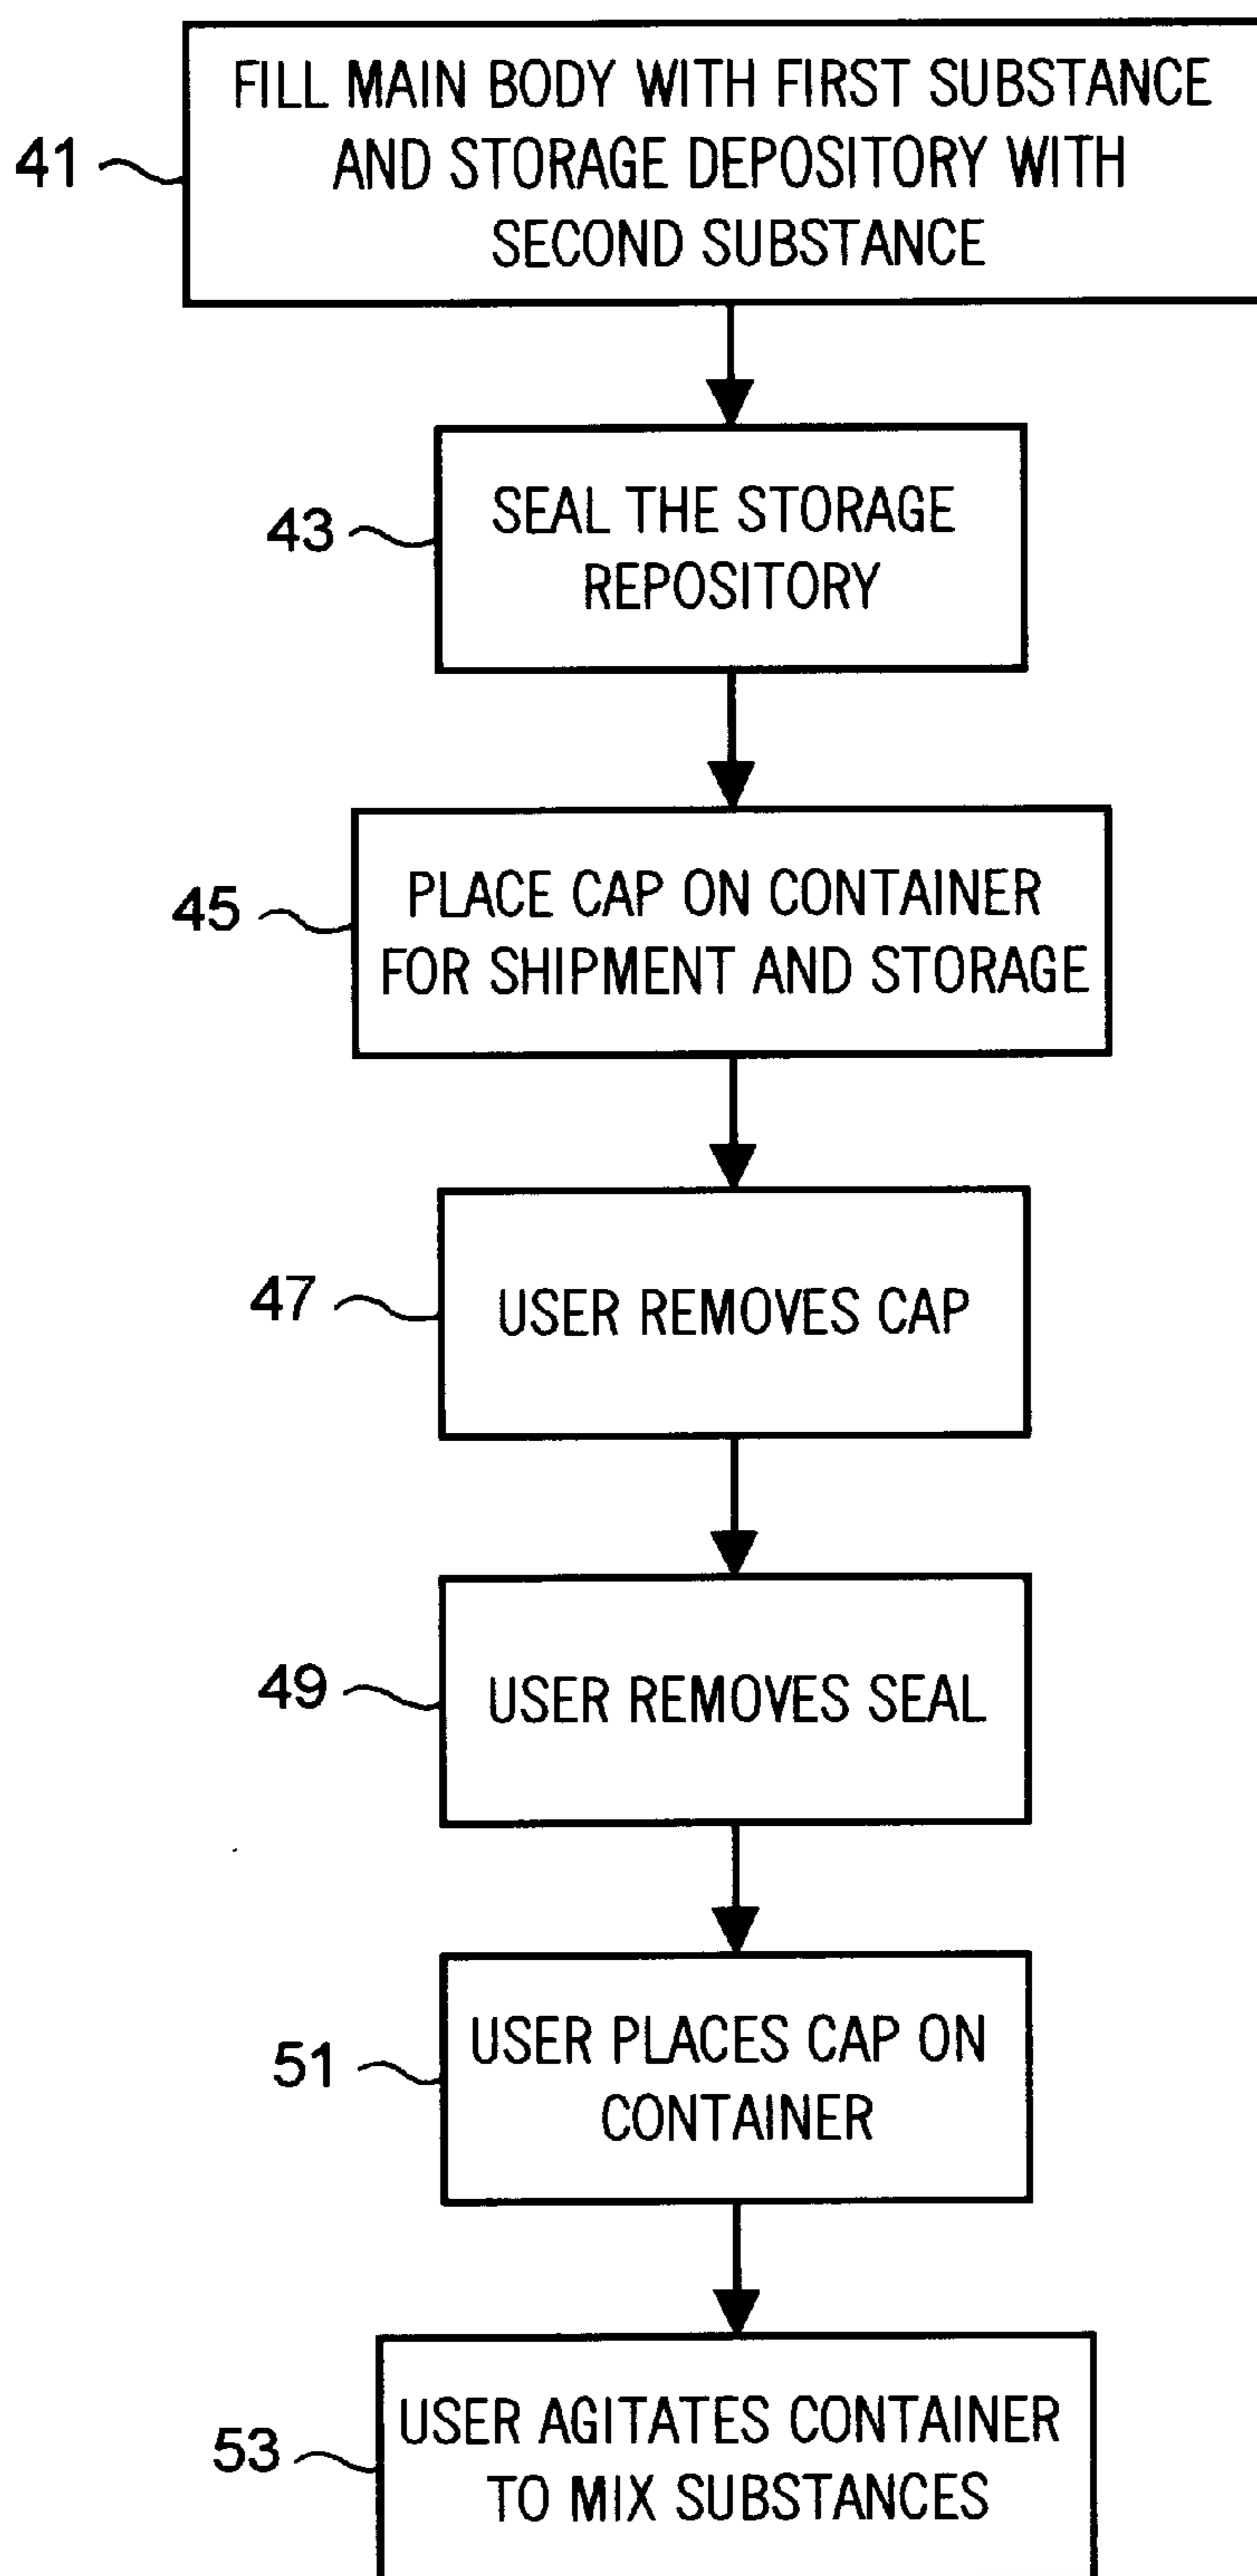 FILL MAIN BODY WITH FIRST SUBSTANCE
41
AND STORAGE DEPOSITORY WITH
SECOND SUBSTANCE
43
SEAL THE STORAGE
REPOSITORY
45
PLACE CAP ON CONTAINER
FOR SHIPMENT AND STORAGE
47
USER REMOVES CAP
49
USER REMOVES SEAL
51
USER PLACES CAP ON
CONTAINER
53
USER AGITATES CONTAINER
TO MIX SUBSTANCES